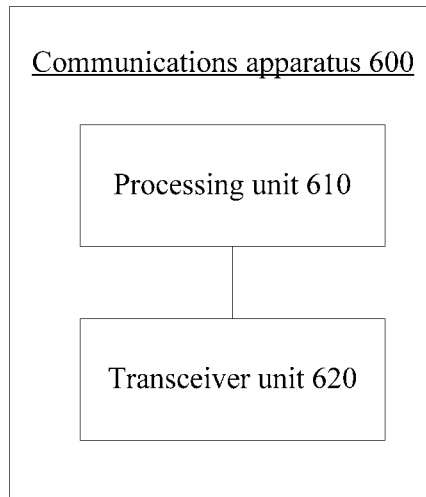 Communications apparatus 600
Processing unit 610
Transceiver unit 620